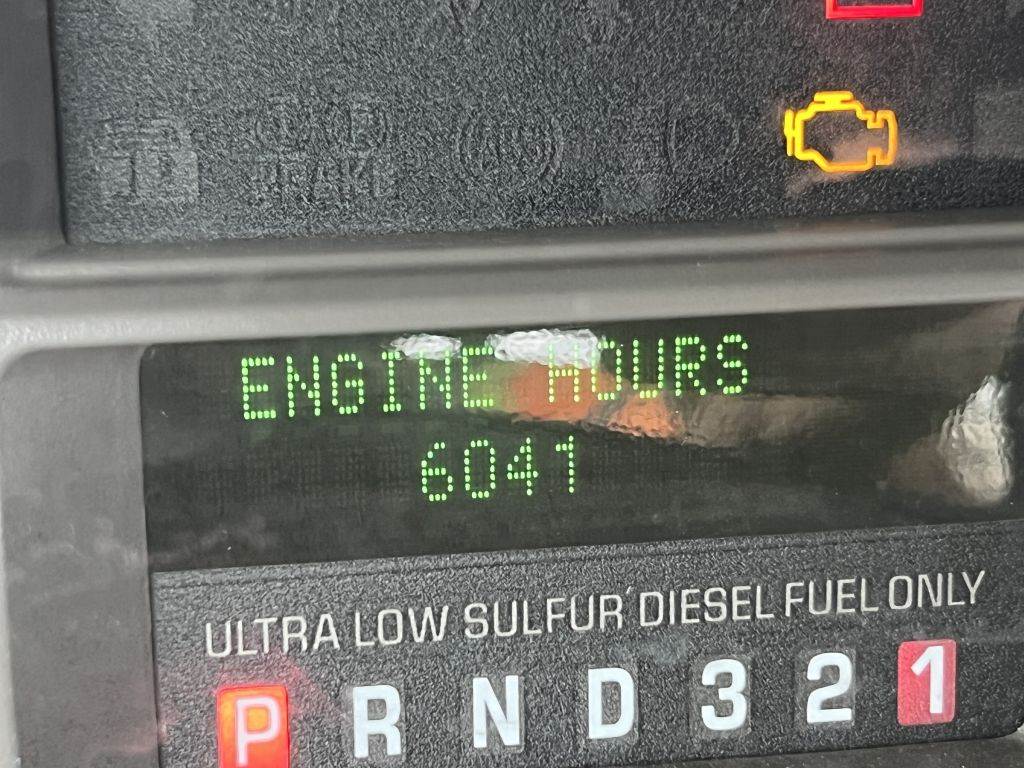 ENGINE HOURS
6041
ULTRA LOW SULFUR DIESEL FUEL ONLY
P R N D 3 2 1